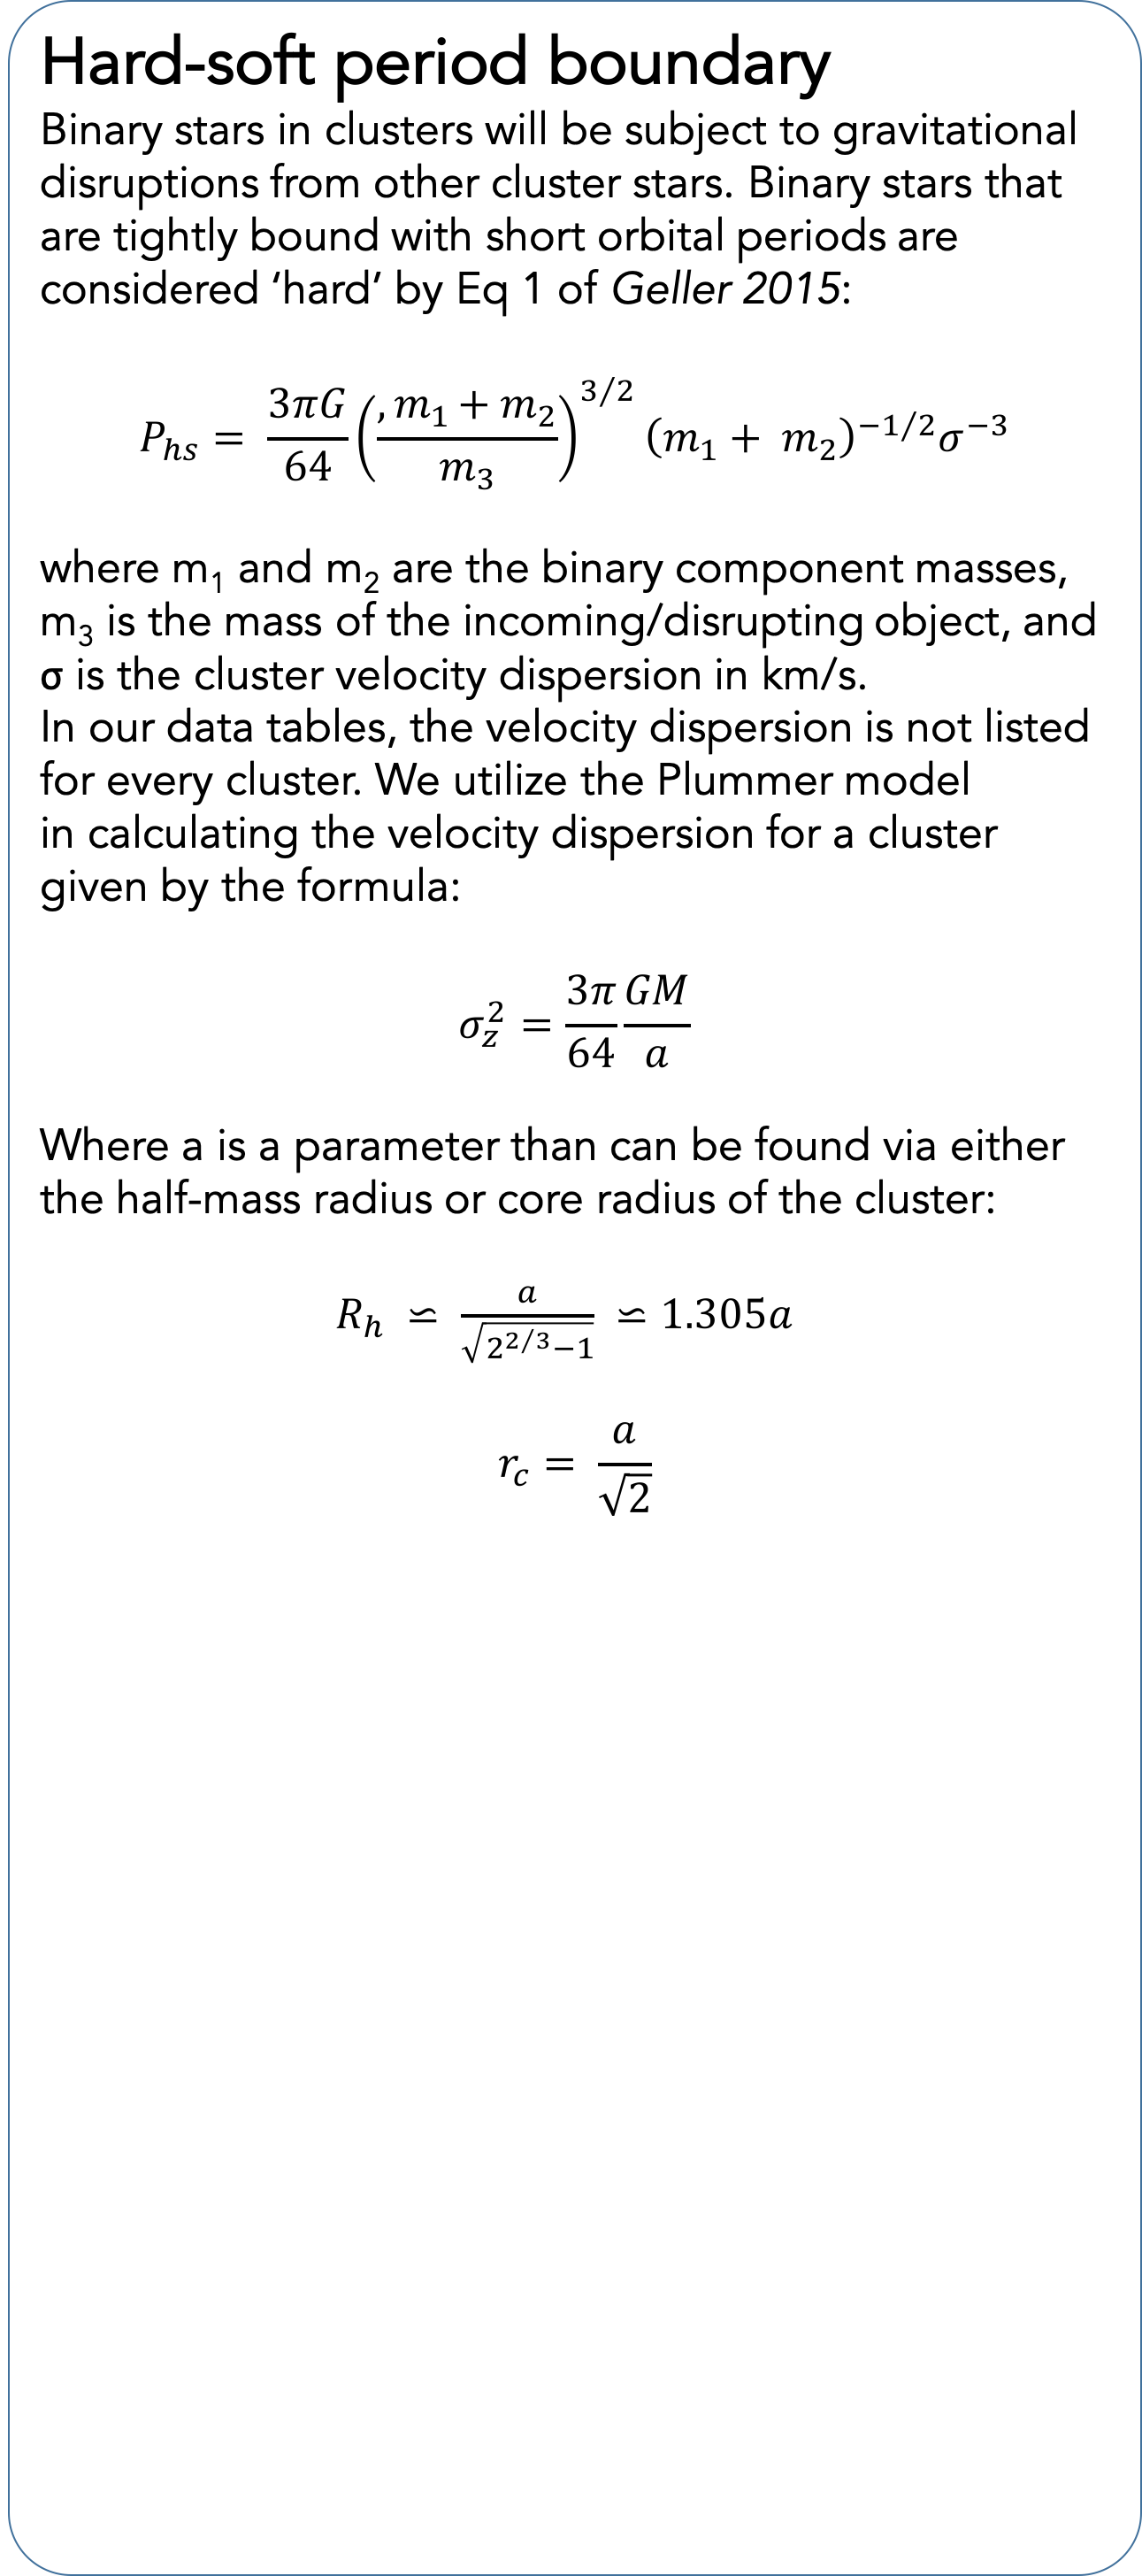 Hard-soft period boundary
Binary stars in clusters will be subject to gravitational
disruptions from other cluster stars. Binary stars that
are tightly bound with short orbital periods are
considered ‘hard’ by Eq 1 of Geller 2015:
P_hs = 3πG/64 (,m₁ + m₂/m₃)^3/2 (m₁ + m₂)^−1/2 σ^−3
where m₁ and m₂ are the binary component masses,
m₃ is the mass of the incoming/disrupting object, and
σ is the cluster velocity dispersion in km/s.
In our data tables, the velocity dispersion is not listed
for every cluster. We utilize the Plummer model
in calculating the velocity dispersion for a cluster
given by the formula:
σ_z^2 = 3π/64 GM/a
Where a is a parameter than can be found via either
the half-mass radius or core radius of the cluster:
R_h ≌ a/√(2^2/3−1) ≌ 1.305a
r_c = a/√2